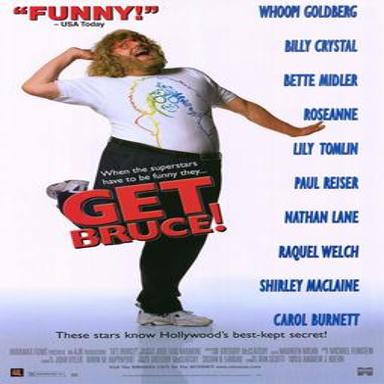 "FUNNY!"
– USA Today
WHOOPI GOLDBERG
BILLY CRYSTAL
BETTE MIDLER
ROSEANNE
LILY TOMLIN
PAUL REISER
NATHAN LANE
RAQUEL WELCH
SHIRLEY MACLAINE
CAROL BURNETT
When the superstars
have to be funny they...
GET
BRUCE!
These stars know Hollywood's best-kept secret!